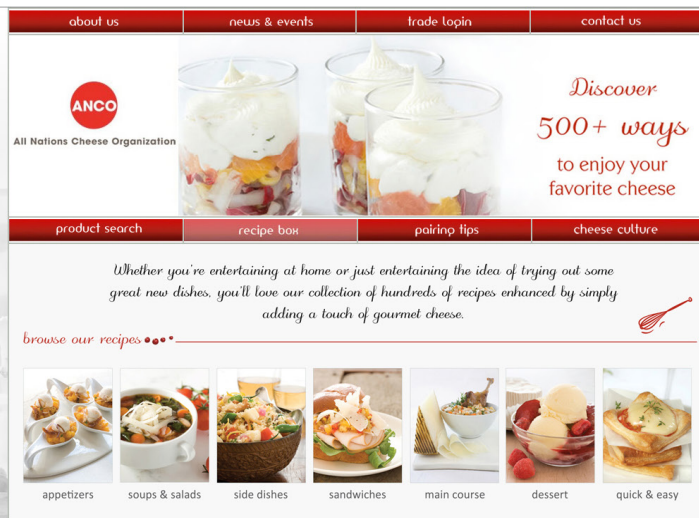 about us
news & events
trade login
contact us
ANCO
All Nations Cheese Organization
Discover
500+ ways
to enjoy your
favorite cheese
product search
recipe box
pairing tips
cheese culture
Whether you're entertaining at home or just entertaining the idea of trying out some
great new dishes, you'll love our collection of hundreds of recipes enhanced by simply
adding a touch of gourmet cheese.
browse our recipes
appetizers
soups & salads
side dishes
sandwiches
main course
dessert
quick & easy